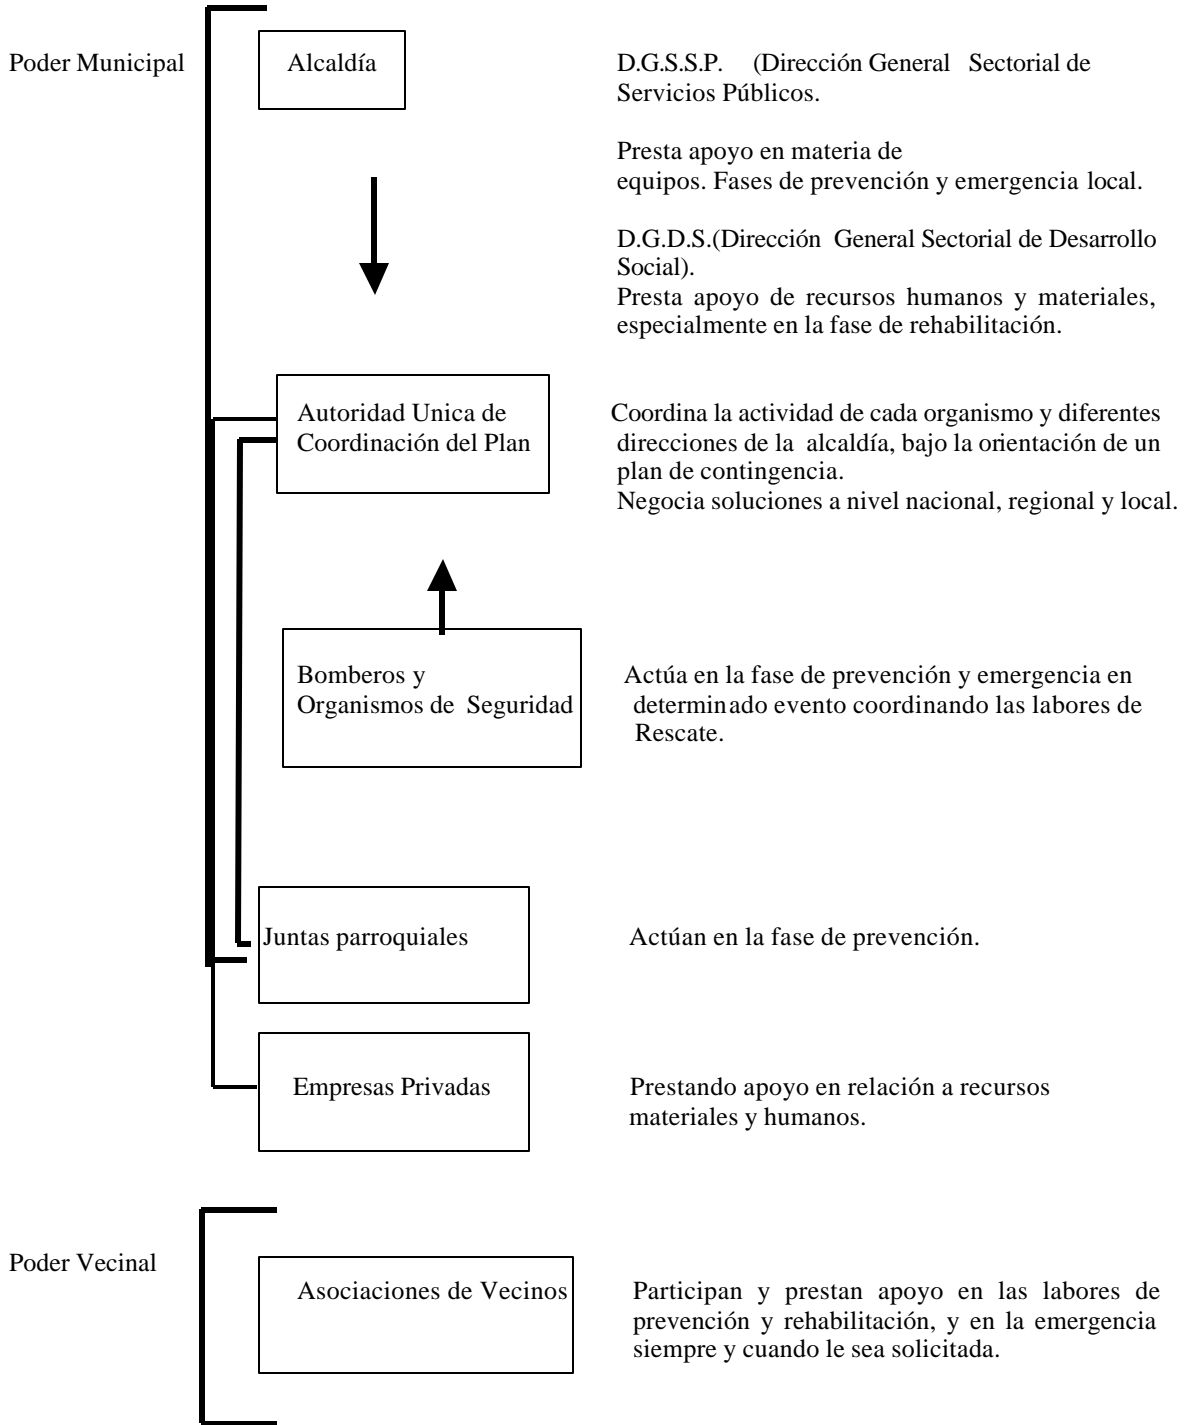 Poder Municipal
Alcaldía
D.G.S.S.P. (Dirección General Sectorial de
Servicios Públicos.
Presta apoyo en materia de
equipos. Fases de prevención y emergencia local.
D.G.D.S.(Dirección General Sectorial de Desarrollo
Social).
Presta apoyo de recursos humanos y materiales,
especialmente en la fase de rehabilitación.
Autoridad Unica de
Coordinación del Plan
Coordina la actividad de cada organismo y diferentes
direcciones de la alcaldía, bajo la orientación de un
plan de contingencia.
Negocia soluciones a nivel nacional, regional y local.
Bomberos y
Organismos de Seguridad
Actúa en la fase de prevención y emergencia en
determinado evento coordinando las labores de
Rescate.
Juntas parroquiales
Actúan en la fase de prevención.
Empresas Privadas
Prestando apoyo en relación a recursos
materiales y humanos.
Poder Vecinal
Asociaciones de Vecinos
Participan y prestan apoyo en las labores de
prevención y rehabilitación, y en la emergencia
siempre y cuando le sea solicitada.